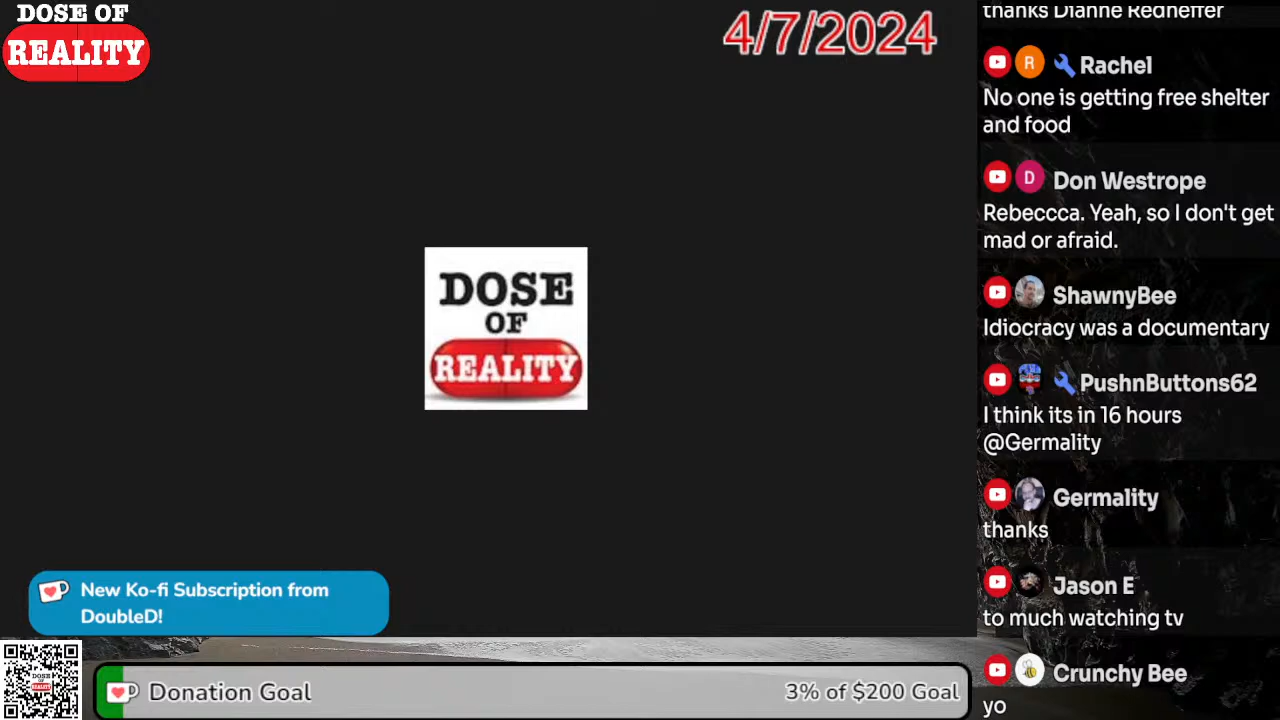 DOSE OF
REALITY
4/7/2024
DOSE
OF
REALITY
New Ko-fi Subscription from
DoubleD!
Donation Goal
3% of $200 Goal
thanks Dianne Redheffer
R
Rachel
No one is getting free shelter
and food
D
Don Westrope
Rebeccca. Yeah, so I don't get
mad or afraid.
ShawnyBee
Idiocracy was a documentary
PushnButtons62
I think its in 16 hours
@Germality
Germality
thanks
Jason E
to much watching tv
Crunchy Bee
yo